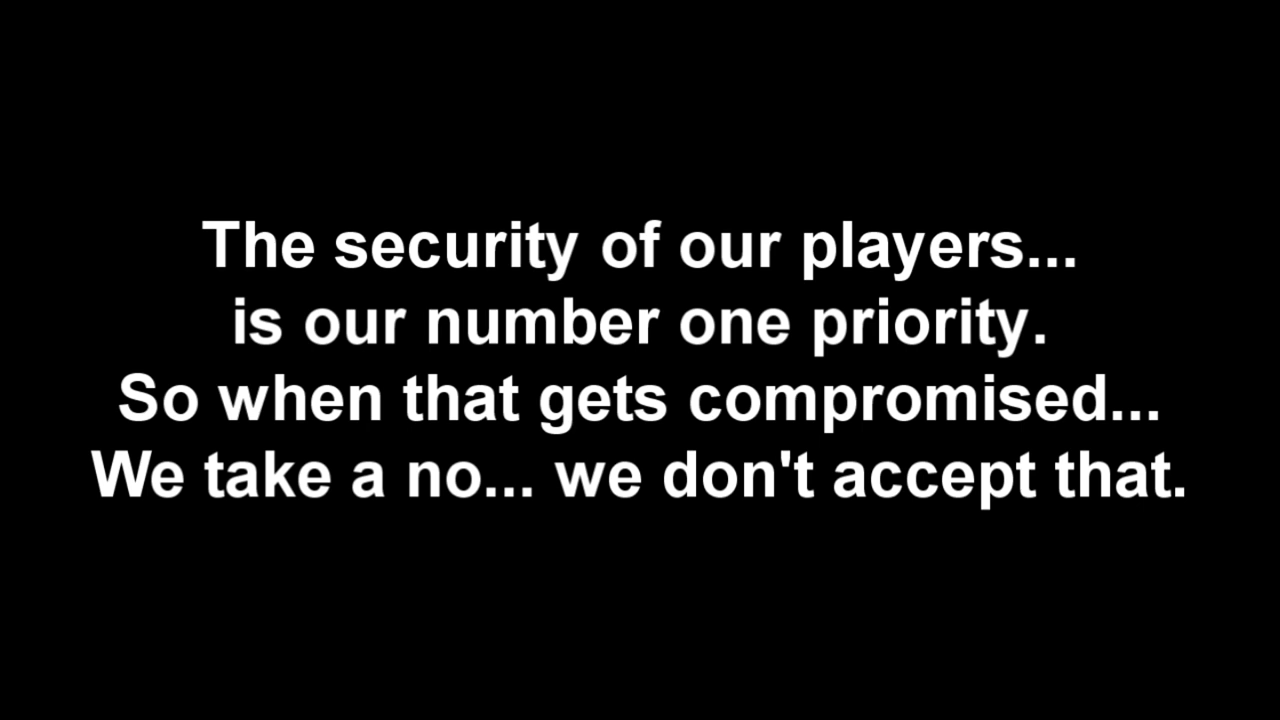 The security of our players...
is our number one priority.
So when that gets compromised...
We take a no... we don't accept that.